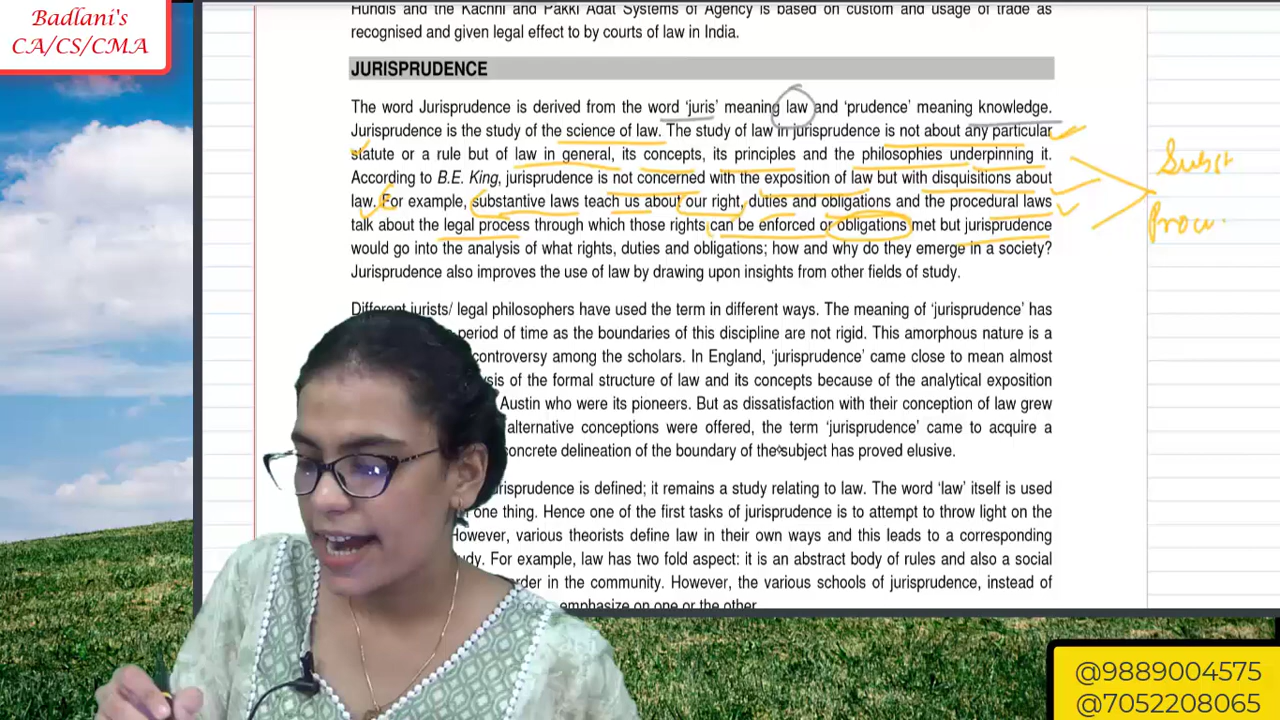 Badlani's
CA/CS/CMA
Hundis and the Kachhi and Pakki Adat Systems of Agency is based on custom and usage of trade as
recognised and given legal effect to by courts of law in India.
JURISPRUDENCE
The word Jurisprudence is derived from the word ‘juris’ meaning law and ‘prudence’ meaning knowledge.
Jurisprudence is the study of the science of law. The study of law in jurisprudence is not about any particular
statute or a rule but of law in general, its concepts, its principles and the philosophies underpinning it.
According to B.E. King, jurisprudence is not concerned with the exposition of law but with disquisitions about
law. For example, substantive laws teach us about our right, duties and obligations and the procedural laws
talk about the legal process through which those rights can be enforced or obligations met but jurisprudence
would go into the analysis of what rights, duties and obligations; how and why do they emerge in a society?
Jurisprudence also improves the use of law by drawing upon insights from other fields of study.
Subst
Proc
Different jurists/ legal philosophers have used the term in different ways. The meaning of ‘jurisprudence’ has
period of time as the boundaries of this discipline are not rigid. This amorphous nature is a
controversy among the scholars. In England, ‘jurisprudence’ came close to mean almost
of the formal structure of law and its concepts because of the analytical exposition
Austin who were its pioneers. But as dissatisfaction with their conception of law grew
alternative conceptions were offered, the term ‘jurisprudence’ came to acquire a
concrete delineation of the boundary of the subject has proved elusive.
is defined; it remains a study relating to law. The word ‘law’ itself is used
one thing. Hence one of the first tasks of jurisprudence is to attempt to throw light on the
However, various theorists define law in their own ways and this leads to a corresponding
For example, law has two fold aspect: it is an abstract body of rules and also a social
in the community. However, the various schools of jurisprudence, instead of
emphasize on one or the other
@9889004575
@7052208065